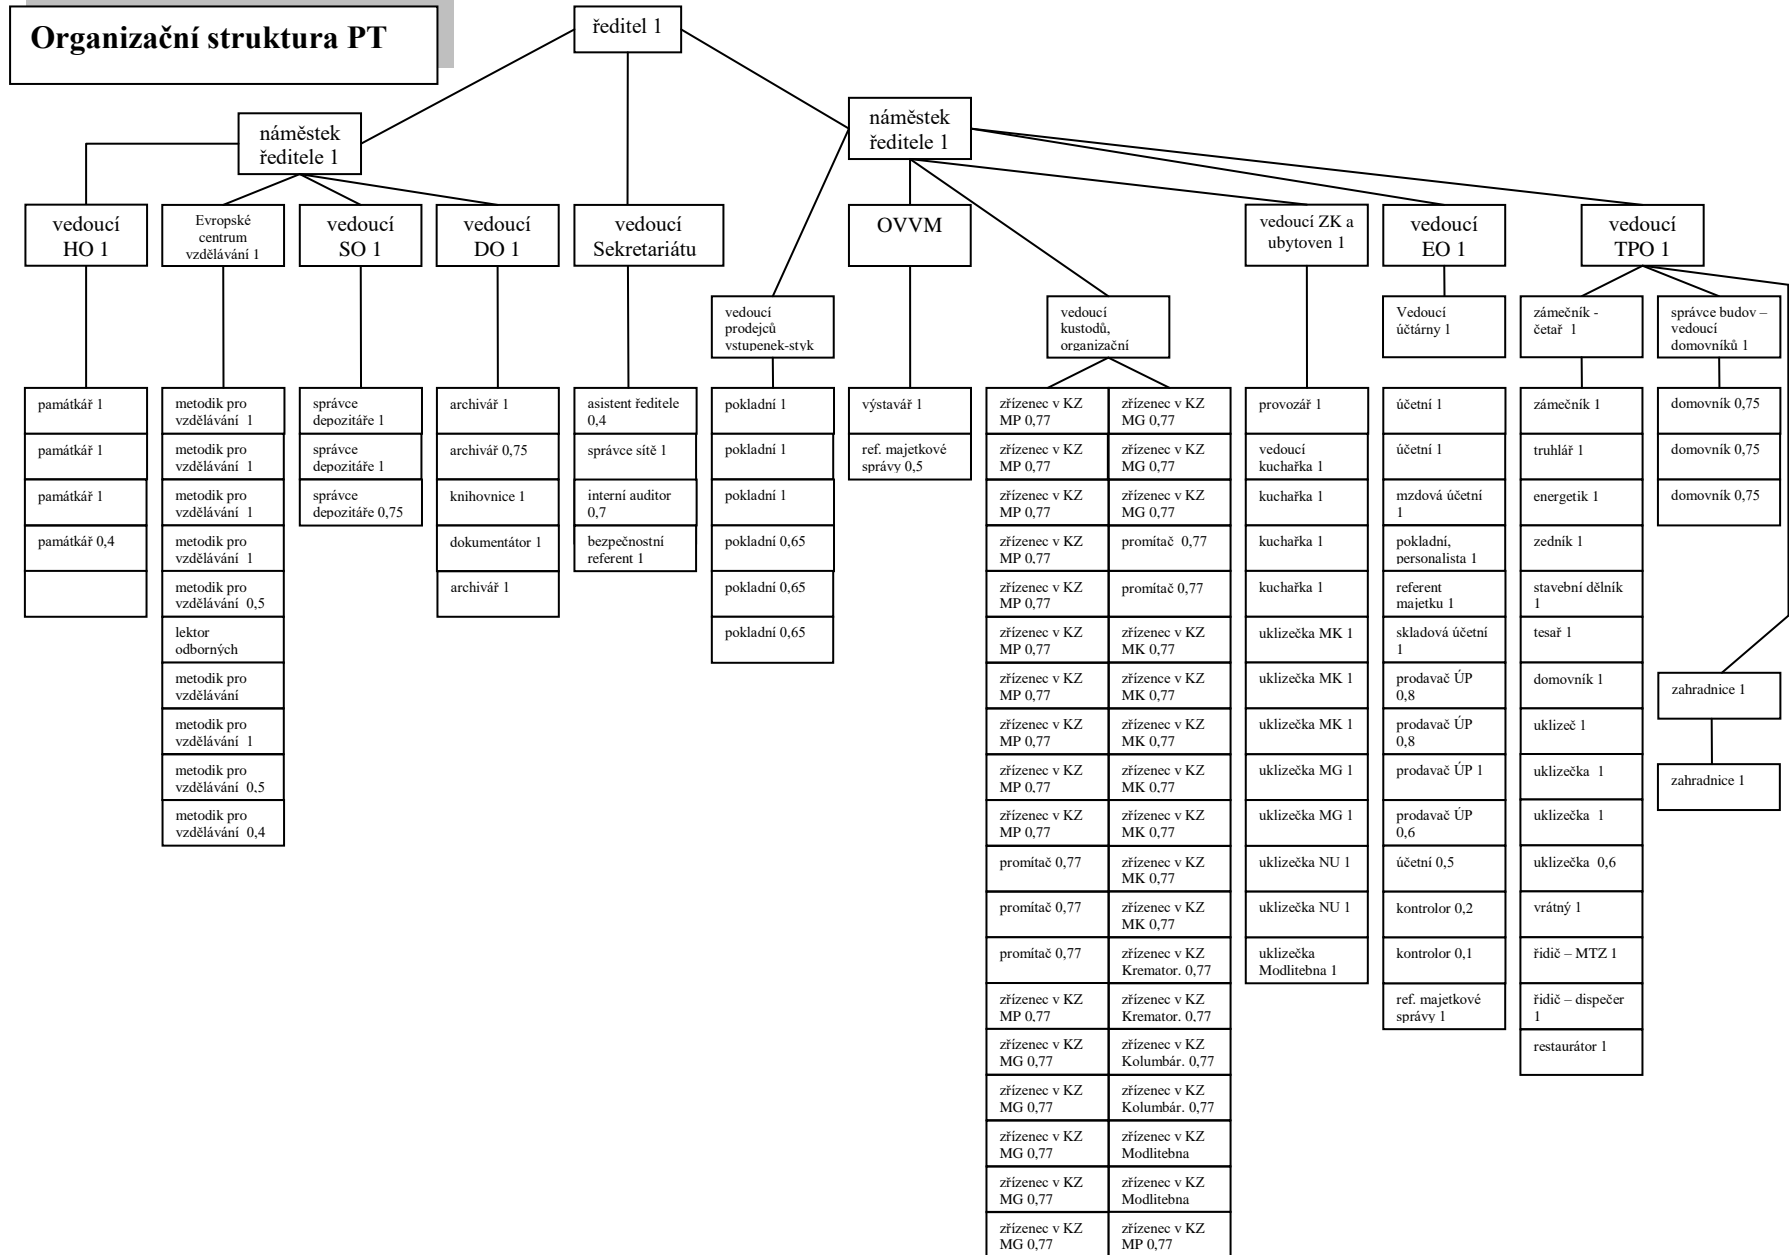 Organizační struktura PT
ředitel 1
náměstek
ředitele 1
náměstek
ředitele 1
vedoucí
HO 1
Evropské
centrum
vzdělávání 1
vedoucí
SO 1
vedoucí
DO 1
vedoucí
Sekretariátu
OVVM
vedoucí ZK a
ubytoven 1
vedoucí
EO 1
vedoucí
TPO 1
vedoucí
prodejců
vstupenek-styk
vedoucí
kustodů,
organizační
Vedoucí
účtárny 1
zámečník -
četař 1
správce budov –
vedoucí
domovníků 1
památkář 1
památkář 1
památkář 1
památkář 0,4
metodik pro
vzdělávání 1
metodik pro
vzdělávání 1
metodik pro
vzdělávání 1
metodik pro
vzdělávání 1
metodik pro
vzdělávání 0,5
lektor
odborných
metodik pro
vzdělávání
metodik pro
vzdělávání 1
metodik pro
vzdělávání 0,5
metodik pro
vzdělávání 0,4
správce
depozitáře 1
správce
depozitáře 1
správce
depozitáře 0,75
archivář 1
archivář 0,75
knihovnice 1
dokumentátor 1
archivář 1
asistent ředitele
0,4
správce sítě 1
interní auditor
0,7
bezpečnostní
referent 1
pokladní 1
pokladní 1
pokladní 1
pokladní 0,65
pokladní 0,65
pokladní 0,65
výstavář 1
ref. majetkové
správy 0,5
zřízenec v KZ
MP 0,77
zřízenec v KZ
MP 0,77
zřízenec v KZ
MP 0,77
zřízenec v KZ
MP 0,77
zřízenec v KZ
MP 0,77
zřízenec v KZ
MP 0,77
zřízenec v KZ
MP 0,77
zřízenec v KZ
MP 0,77
zřízenec v KZ
MP 0,77
zřízenec v KZ
MP 0,77
promítač 0,77
promítač 0,77
promítač 0,77
zřízenec v KZ
MP 0,77
zřízenec v KZ
MG 0,77
zřízenec v KZ
MG 0,77
zřízenec v KZ
MG 0,77
zřízenec v KZ
MG 0,77
zřízenec v KZ
MG 0,77
zřízenec v KZ
MG 0,77
zřízenec v KZ
MG 0,77
zřízenec v KZ
MG 0,77
promítač 0,77
promítač 0,77
zřízenec v KZ
MK 0,77
zřízence v KZ
MK 0,77
zřízenec v KZ
MK 0,77
zřízenec v KZ
MK 0,77
zřízenec v KZ
MK 0,77
zřízenec v KZ
MK 0,77
zřízenec v KZ
MK 0,77
zřízenec v KZ
Kremator. 0,77
zřízenec v KZ
Kremator. 0,77
zřízenec v KZ
Kolumbár. 0,77
zřízenec v KZ
Kolumbár. 0,77
zřízenec v KZ
Modlitebna
zřízenec v KZ
Modlitebna
zřízenec v KZ
MP 0,77
provozář 1
vedoucí
kuchařka 1
kuchařka 1
kuchařka 1
kuchařka 1
uklizečka MK 1
uklizečka MK 1
uklizečka MK 1
uklizečka MG 1
uklizečka MG 1
uklizečka NU 1
uklizečka NU 1
uklizečka
Modlitebna 1
účetní 1
účetní 1
mzdová účetní
1
pokladní,
personalista 1
referent
majetku 1
skladová účetní
1
prodavač ÚP
0,8
prodavač ÚP
0,8
prodavač ÚP 1
prodavač ÚP
0,6
účetní 0,5
kontrolor 0,2
kontrolor 0,1
ref. majetkové
správy 1
zámečník 1
truhlář 1
energetik 1
zedník 1
stavební dělník
1
tesař 1
domovník 1
uklizeč 1
uklizečka 1
uklizečka 1
uklizečka 0,6
vrátný 1
řidič – MTZ 1
řidič – dispečer
1
restaurátor 1
domovník 0,75
domovník 0,75
domovník 0,75
zahradnice 1
zahradnice 1